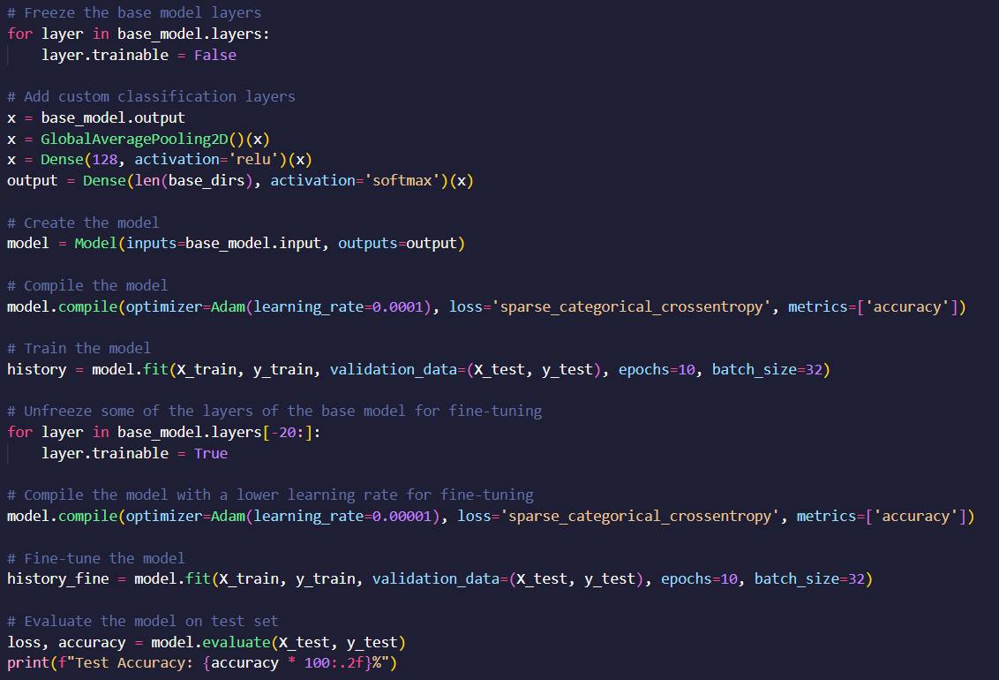 # Freeze the base model layers
for layer in base_model.layers:
    layer.trainable = False

# Add custom classification layers
x = base_model.output
x = GlobalAveragePooling2D()(x)
x = Dense(128, activation='relu')(x)
output = Dense(len(base_dirs), activation='softmax')(x)

# Create the model
model = Model(inputs=base_model.input, outputs=output)

# Compile the model
model.compile(optimizer=Adam(learning_rate=0.0001), loss='sparse_categorical_crossentropy', metrics=['accuracy'])

# Train the model
history = model.fit(X_train, y_train, validation_data=(X_test, y_test), epochs=10, batch_size=32)

# Unfreeze some of the layers of the base model for fine-tuning
for layer in base_model.layers[-20:]:
    layer.trainable = True

# Compile the model with a lower learning rate for fine-tuning
model.compile(optimizer=Adam(learning_rate=0.00001), loss='sparse_categorical_crossentropy', metrics=['accuracy'])

# Fine-tune the model
history_fine = model.fit(X_train, y_train, validation_data=(X_test, y_test), epochs=10, batch_size=32)

# Evaluate the model on test set
loss, accuracy = model.evaluate(X_test, y_test)
print(f"Test Accuracy: {accuracy * 100:.2f}%")